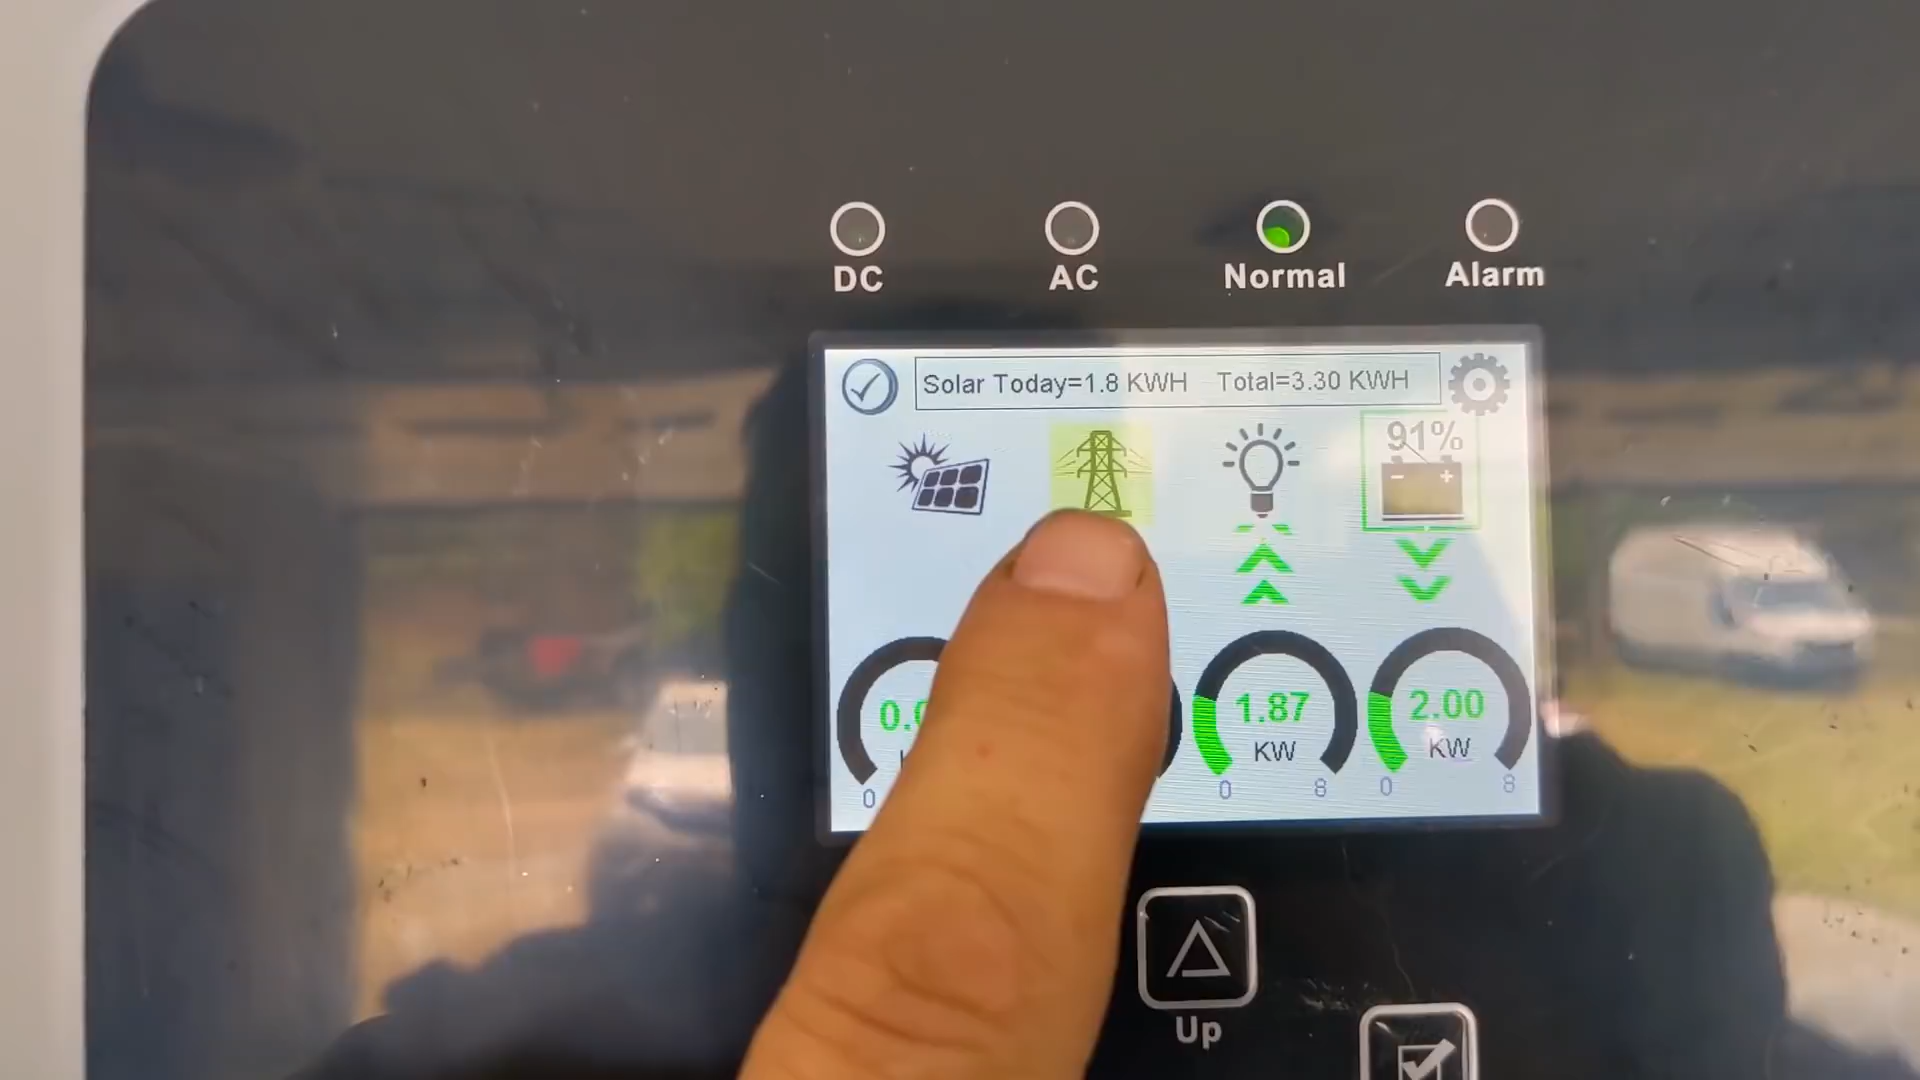 DC AC Normal Alarm
Solar Today=1.8 KWH Total=3.30 KWH
91%
1.87 2.00
KW KW
0 0 8 0 8
Up